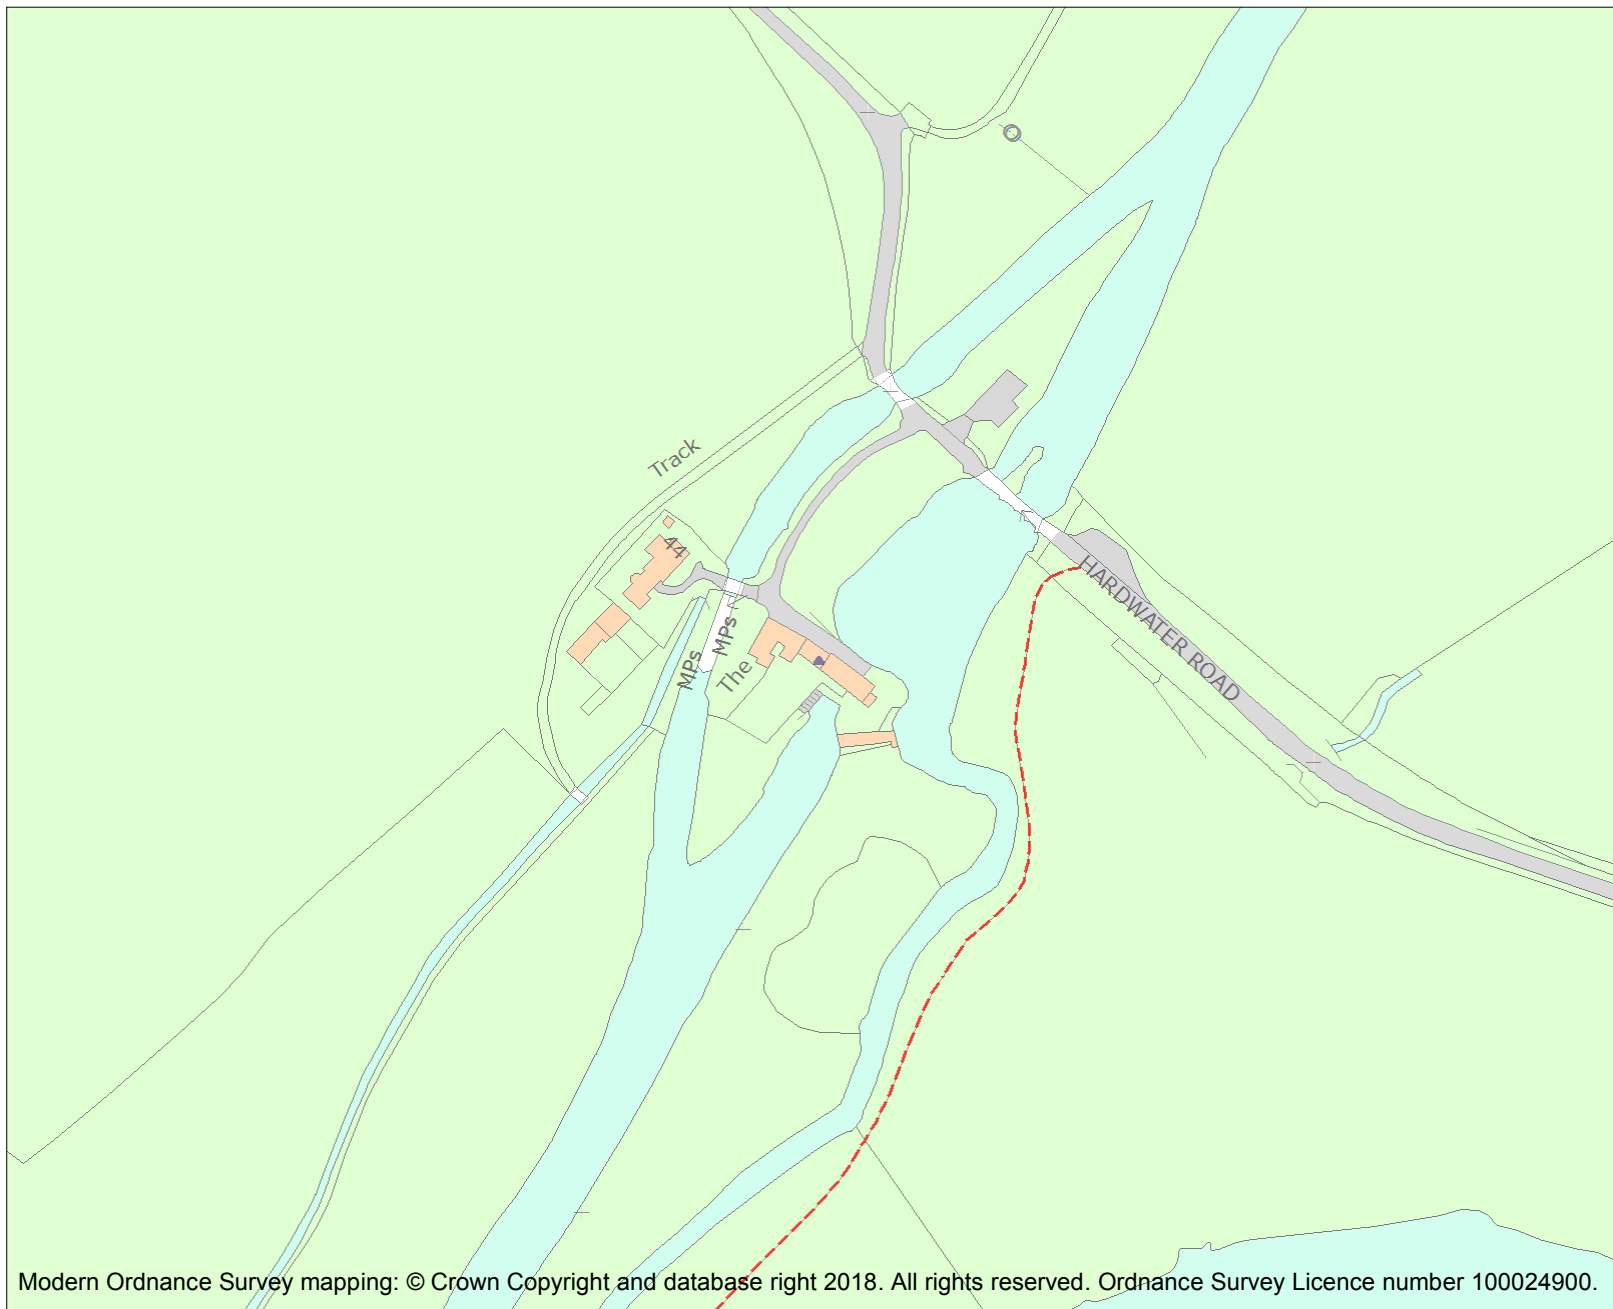 Track
44
HARDWATER ROAD
MPs
MPs
The
Modern Ordnance Survey mapping: © Crown Copyright and database right 2018. All rights reserved. Ordnance Survey Licence number 100024900.